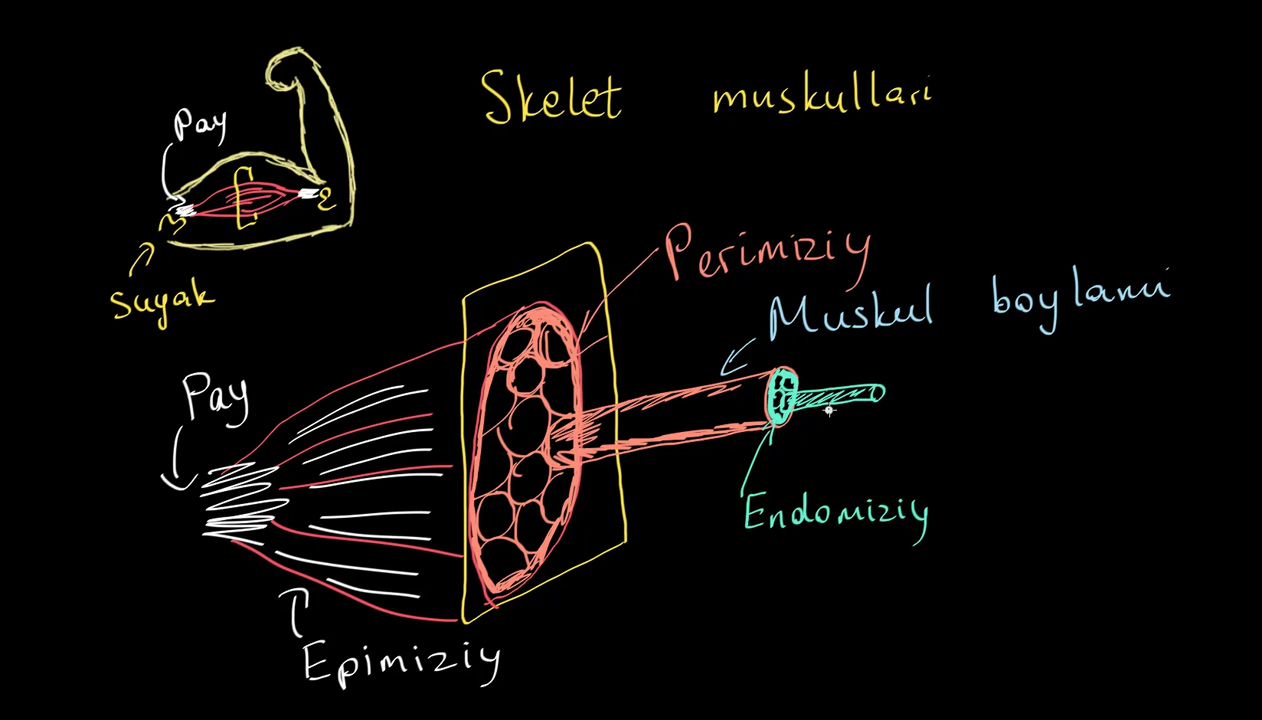 Skelet muskullari
Pay
Suyak
Perimiziy
Muskul boylami
Pay
Endomiziy
Epimiziy